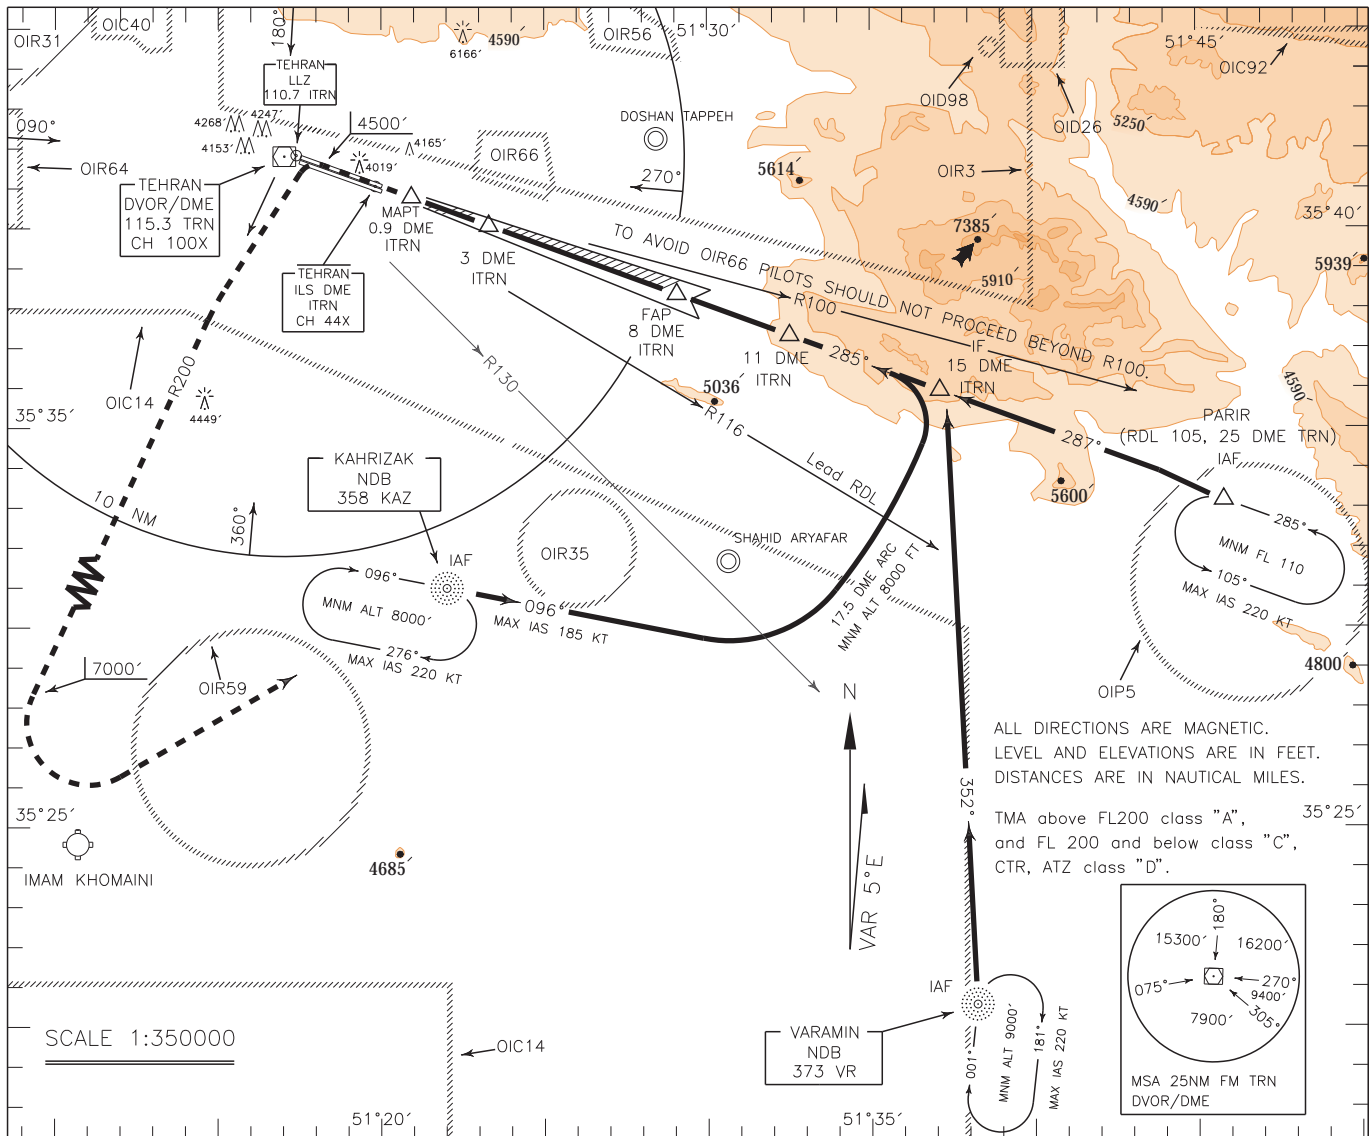 OIR31
OIC40
180°
6166′
4590′
OIR56
51°30′
51°45′
OIC92
TEHRAN
LLZ
110.7 ITRN
OID98
OID26
5250′
090°
4268′
4247′
4153′
4500′
4165′
4019′
DOSHAN TAPPEH
OIR66
OIR64
270°
5614′
OIR3
4590′
35°40′
TEHRAN
DVOR/DME
115.3 TRN
CH 100X
MAPT
0.9 DME
ITRN
3 DME
ITRN
7385′
5910′
5939′
TO AVOID OIR66 PILOTS SHOULD NOT PROCEED BEYOND R100.
R100
TEHRAN
ILS DME
ITRN
CH 44X
FAP
8 DME
ITRN
11 DME
ITRN
285°
IF
15 DME
ITRN
R200
R130
OIC14
4449′
35°35′
5036′
R116
4590′
PARIR
(RDL 105, 25 DME TRN)
IAF
287°
Lead RDL
KAHRIZAK
NDB
358 KAZ
5600′
10 NM
360°
285°
MNM FL 110
105°
MAX IAS 220 KT
OIR35
SHAHID ARYAFAR
IAF
096°
MNM ALT 8000′
276°
MAX IAS 220 KT
096°
MAX IAS 185 KT
17.5 DME ARC
MNM ALT 8000 FT
7000′
OIR59
4800′
OIP5
N
VAR 5°E
ALL DIRECTIONS ARE MAGNETIC.
LEVEL AND ELEVATIONS ARE IN FEET.
DISTANCES ARE IN NAUTICAL MILES.
352°
35°25′
35°25′
TMA above FL200 class "A",
and FL 200 and below class "C",
CTR, ATZ class "D".
IMAM KHOMAINI
4685′
IAF
VARAMIN
NDB
373 VR
001°
MNM ALT 9000′
181°
MAX IAS 220 KT
180°
15300′
16200′
075°
270°
9400′
305°
7900′
MSA 25NM FM TRN
DVOR/DME
SCALE 1:350000
OIC14
51°20′
51°35′